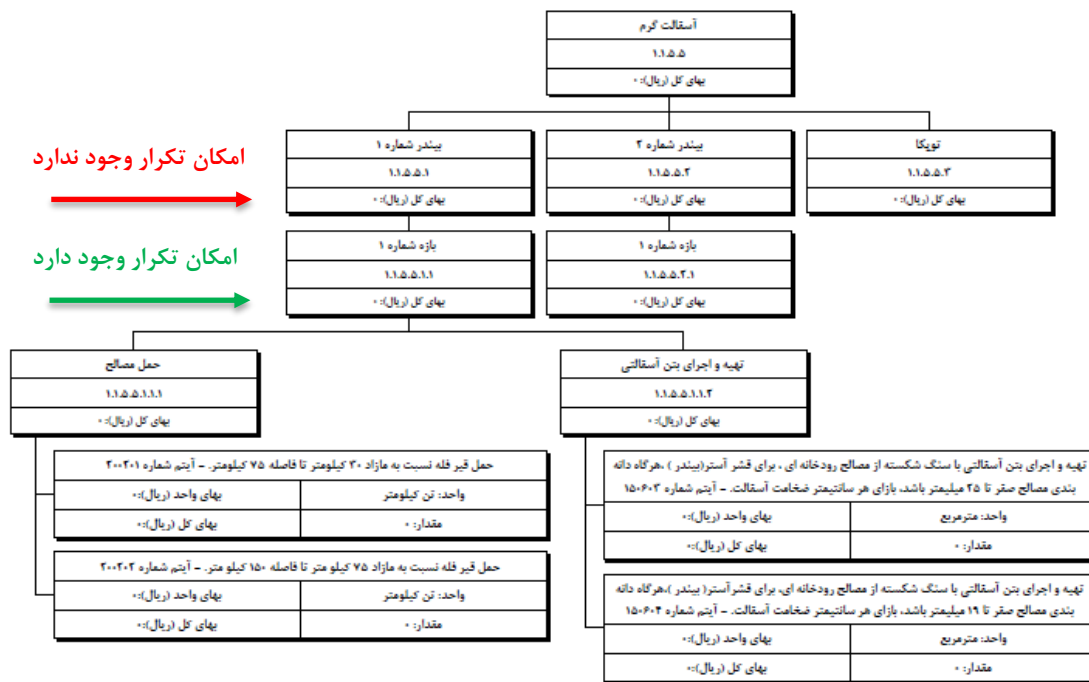 آسفالت گرم
۱.۱.۵.۵
بهای کل (ریال): ۰
امکان تکرار وجود ندارد
بیندر شماره ۱
۱.۱.۵.۵.۱
بهای کل (ریال): ۰
بیندر شماره ۲
۱.۱.۵.۵.۲
بهای کل (ریال): ۰
توپکا
۱.۱.۵.۵.۳
بهای کل (ریال): ۰
امکان تکرار وجود دارد
بازه شماره ۱
۱.۱.۵.۵.۱.۱
بهای کل (ریال): ۰
بازه شماره ۱
۱.۱.۵.۵.۲.۱
بهای کل (ریال): ۰
حمل مصالح
۱.۱.۵.۵.۱.۱.۱
بهای کل (ریال): ۰
تهیه و اجرای بتن آسفالتی
۱.۱.۵.۵.۱.۱.۲
بهای کل (ریال): ۰
حمل قیر فله نسبت به مازاد ۳۰ کیلومتر تا فاصله ۷۵ کیلومتر. - آیتم شماره ۲۰۰۲۰۱
واحد: تن کیلومتر
بهای واحد (ریال):۰
مقدار: ۰
بهای کل (ریال):۰
حمل قیر فله نسبت به مازاد ۷۵ کیلو متر تا فاصله ۱۵۰ کیلو متر. - آیتم شماره ۲۰۰۲۰۲
واحد: تن کیلومتر
بهای واحد (ریال):۰
مقدار: ۰
بهای کل (ریال):۰
تهیه و اجرای بتن آسفالتی با سنگ شکسته از مصالح رودخانه ای ، برای قشر آستر(بیندر ) ،هرگاه دانه
بندی مصالح صفر تا ۲۵ میلیمتر باشد، بازای هر سانتیمتر ضخامت آسفالت. - آیتم شماره ۱۵۰۶۰۳
واحد: مترمربع
بهای واحد (ریال):۰
مقدار: ۰
بهای کل (ریال):۰
تهیه و اجرای بتن آسفالتی با سنگ شکسته از مصالح رودخانه ای، برای قشرآستر( بیندر )،هرگاه دانه
بندی مصالح صفر تا ۱۹ میلیمتر باشد، بازای هر سانتیمتر ضخامت آسفالت. - آیتم شماره ۱۵۰۶۰۴
واحد: مترمربع
بهای واحد (ریال):۰
مقدار: ۰
بهای کل (ریال):۰